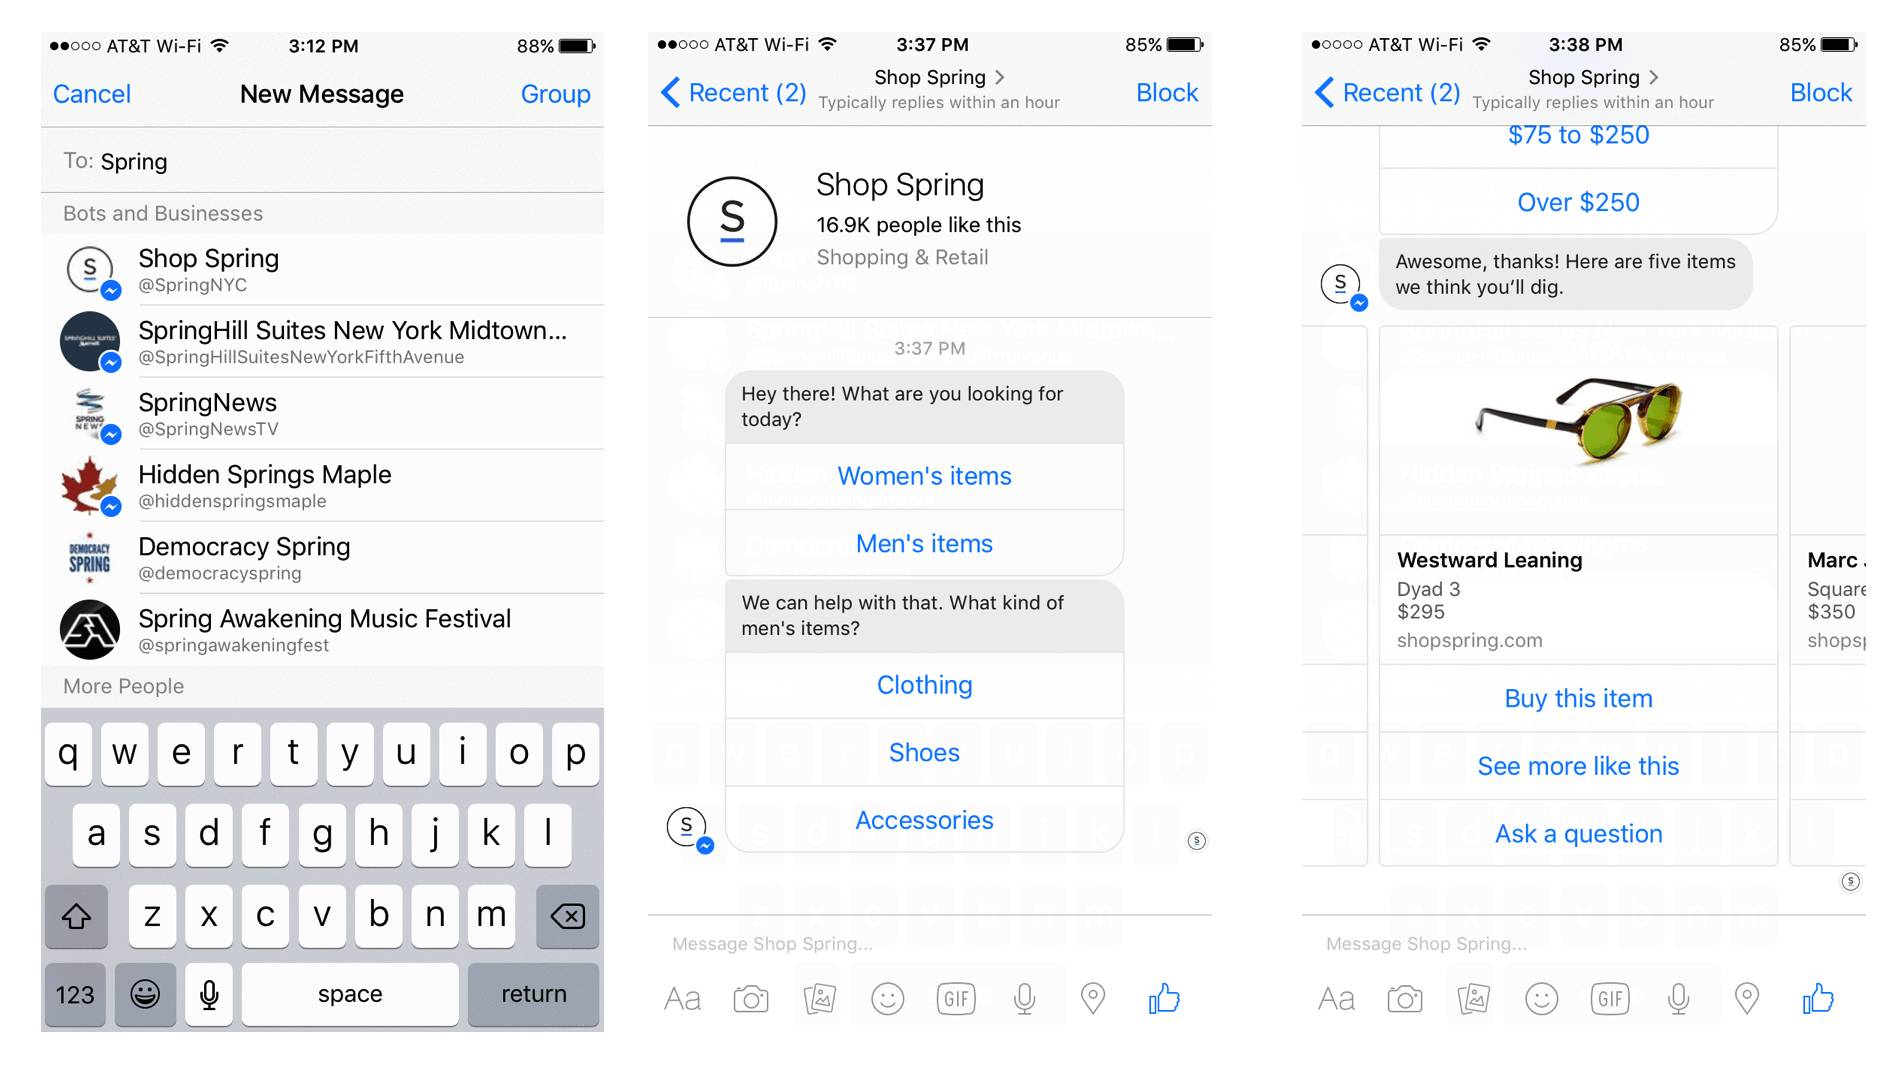 AT&T Wi-Fi 3:12 PM 88%
Cancel New Message Group
To: Spring
Bots and Businesses
S
Shop Spring
@SpringNYC
SPRINGHILL SUITES
SpringHill Suites New York Midtown...
@SpringHillSuitesNewYorkFifthAvenue
SPRING
NEWS
SpringNews
@SpringNewsTV
Hidden Springs Maple
@hiddenspringsmaple
DEMOCRACY
SPRING
Democracy Spring
@democracyspring
Spring Awakening Music Festival
@springawakeningfest
More People
q w e r t y u i o p
a s d f g h j k l
z x c v b n m
123 space return
AT&T Wi-Fi 3:37 PM 85%
Recent (2) Shop Spring Block
Typically replies within an hour
S
Shop Spring
16.9K people like this
Shopping & Retail
3:37 PM
Hey there! What are you looking for
today?
Women's items
Men's items
We can help with that. What kind of
men's items?
Clothing
Shoes
Accessories
S
S
Message Shop Spring...
Aa GIF
AT&T Wi-Fi 3:38 PM 85%
Recent (2) Shop Spring Block
Typically replies within an hour
$75 to $250
Over $250
S
Awesome, thanks! Here are five items
we think you’ll dig.
Westward Leaning
Dyad 3
$295
shopspring.com
Buy this item
See more like this
Ask a question
Marc
Square
$350
shops
S
Message Shop Spring...
Aa GIF